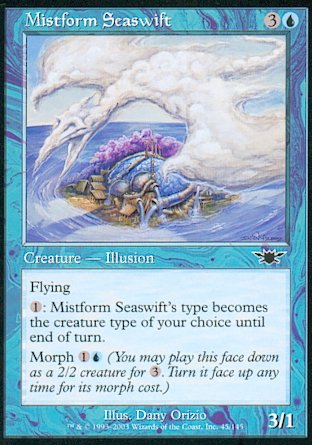 Mistform Seaswift 3
Creature — Illusion
Flying
1: Mistform Seaswift's type becomes
the creature type of your choice until
end of turn.
Morph 1 (You may play this face down
as a 2/2 creature for 3. Turn it face up any
time for its morph cost.)
Illus. Dany Orizio
™ & © 1993-2003 Wizards of the Coast, Inc. 45/145
3/1